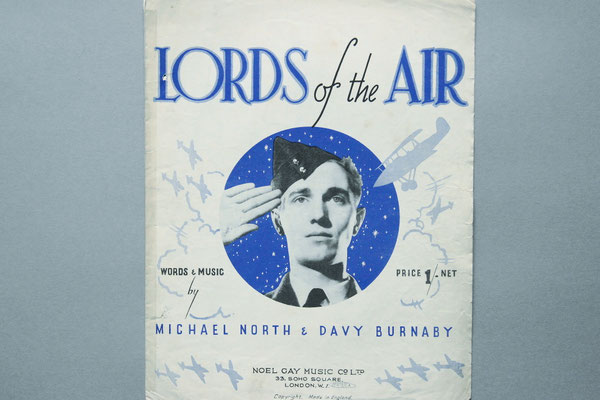 LORDS of the AIR
WORDS & MUSIC
by
PRICE 1/- NET
MICHAEL NORTH & DAVY BURNABY
NOEL GAY MUSIC CO LTD
23, SOHO SQUARE
LONDON, W.1
Copyright. Made in England